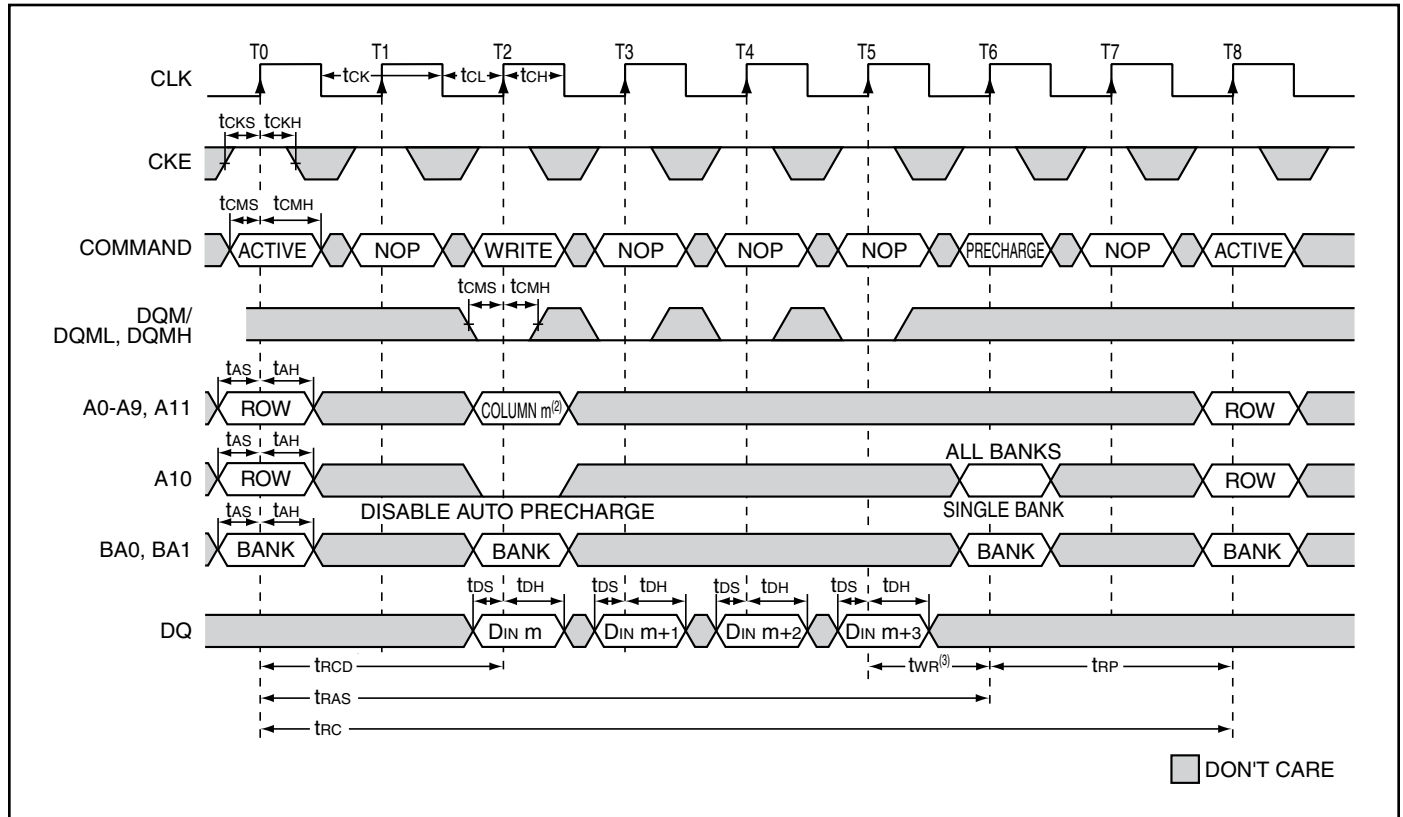 T0 T1 T2 T3 T4 T5 T6 T7 T8
CLK tCK tCL tCH
tCKS tCKH
CKE
tCMS tCMH
COMMAND ACTIVE NOP WRITE NOP NOP NOP PRECHARGE NOP ACTIVE
tCMS tCMH
DQM/
DQML, DQMH
tAS tAH
A0-A9, A11 ROW COLUMN m(2) ROW
tAS tAH ALL BANKS
A10 ROW ROW
tAS tAH DISABLE AUTO PRECHARGE SINGLE BANK
BA0, BA1 BANK BANK BANK BANK
tDS tDH tDS tDH tDS tDH tDS tDH
DQ DIN m DIN m+1 DIN m+2 DIN m+3
tRCD tWR(3) tRP
tRAS
tRC
DON'T CARE